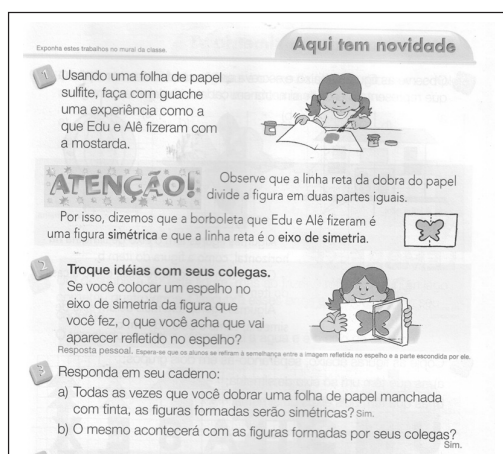 Exponha estes trabalhos no mural da classe.
Aqui tem novidade
1 Usando uma folha de papel
sulfite, faça com guache
uma experiência como a
que Edu e Alê fizeram com
a mostarda.
ATENÇÃO!
Observe que a linha reta da dobra do papel
divide a figura em duas partes iguais.
Por isso, dizemos que a borboleta que Edu e Alê fizeram é
uma figura simétrica e que a linha reta é o eixo de simetria.
2 Troque idéias com seus colegas.
Se você colocar um espelho no
eixo de simetria da figura que
você fez, o que você acha que vai
aparecer refletido no espelho?
Resposta pessoal. Espera-se que os alunos se refiram à semelhança entre a imagem refletida no espelho e a parte escondida por ele.
3 Responda em seu caderno:
a) Todas as vezes que você dobrar uma folha de papel manchada
com tinta, as figuras formadas serão simétricas? Sim.
b) O mesmo acontecerá com as figuras formadas por seus colegas?
Sim.